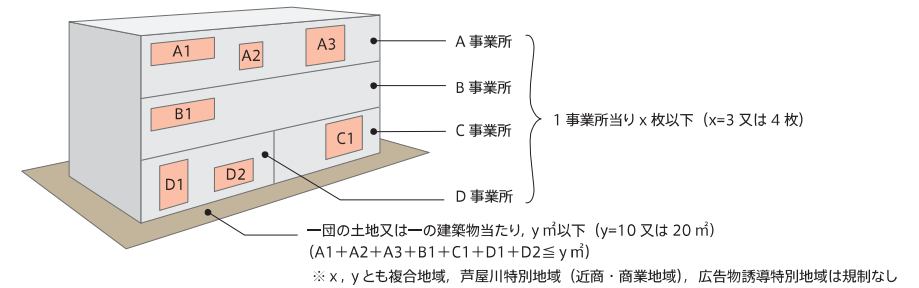 A1
A2
A3
A 事業所
B 事業所
B1
1 事業所当り x 枚以下（x=3 又は 4 枚）
C 事業所
C1
D1
D2
D 事業所
一団の土地又は一の建築物当たり，y ㎡以下（y=10 又は 20 ㎡）
（A1＋A2＋A3＋B1＋C1＋D1＋D2≦ y ㎡）
※ x , y とも複合地域，芦屋川特別地域（近商・商業地域），広告物誘導特別地域は規制なし